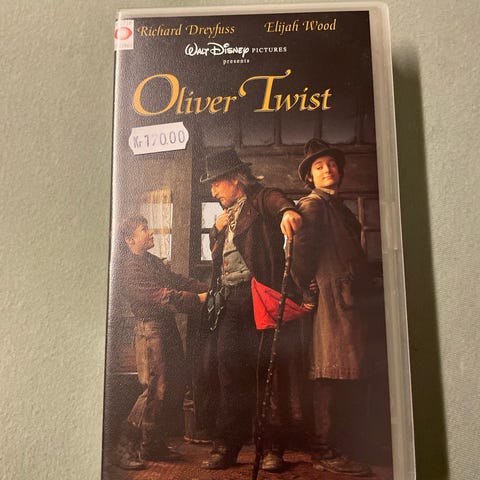 Richard Dreyfuss Elijah Wood
WALT DISNEY PICTURES
presents
Oliver Twist
Kr 170.00